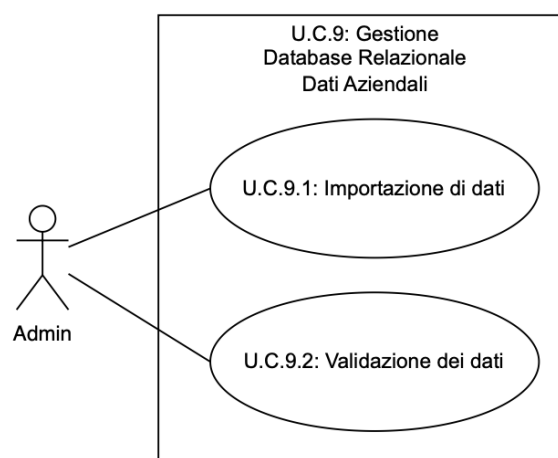 U.C.9: Gestione
Database Relazionale
Dati Aziendali
U.C.9.1: Importazione di dati
Admin
U.C.9.2: Validazione dei dati